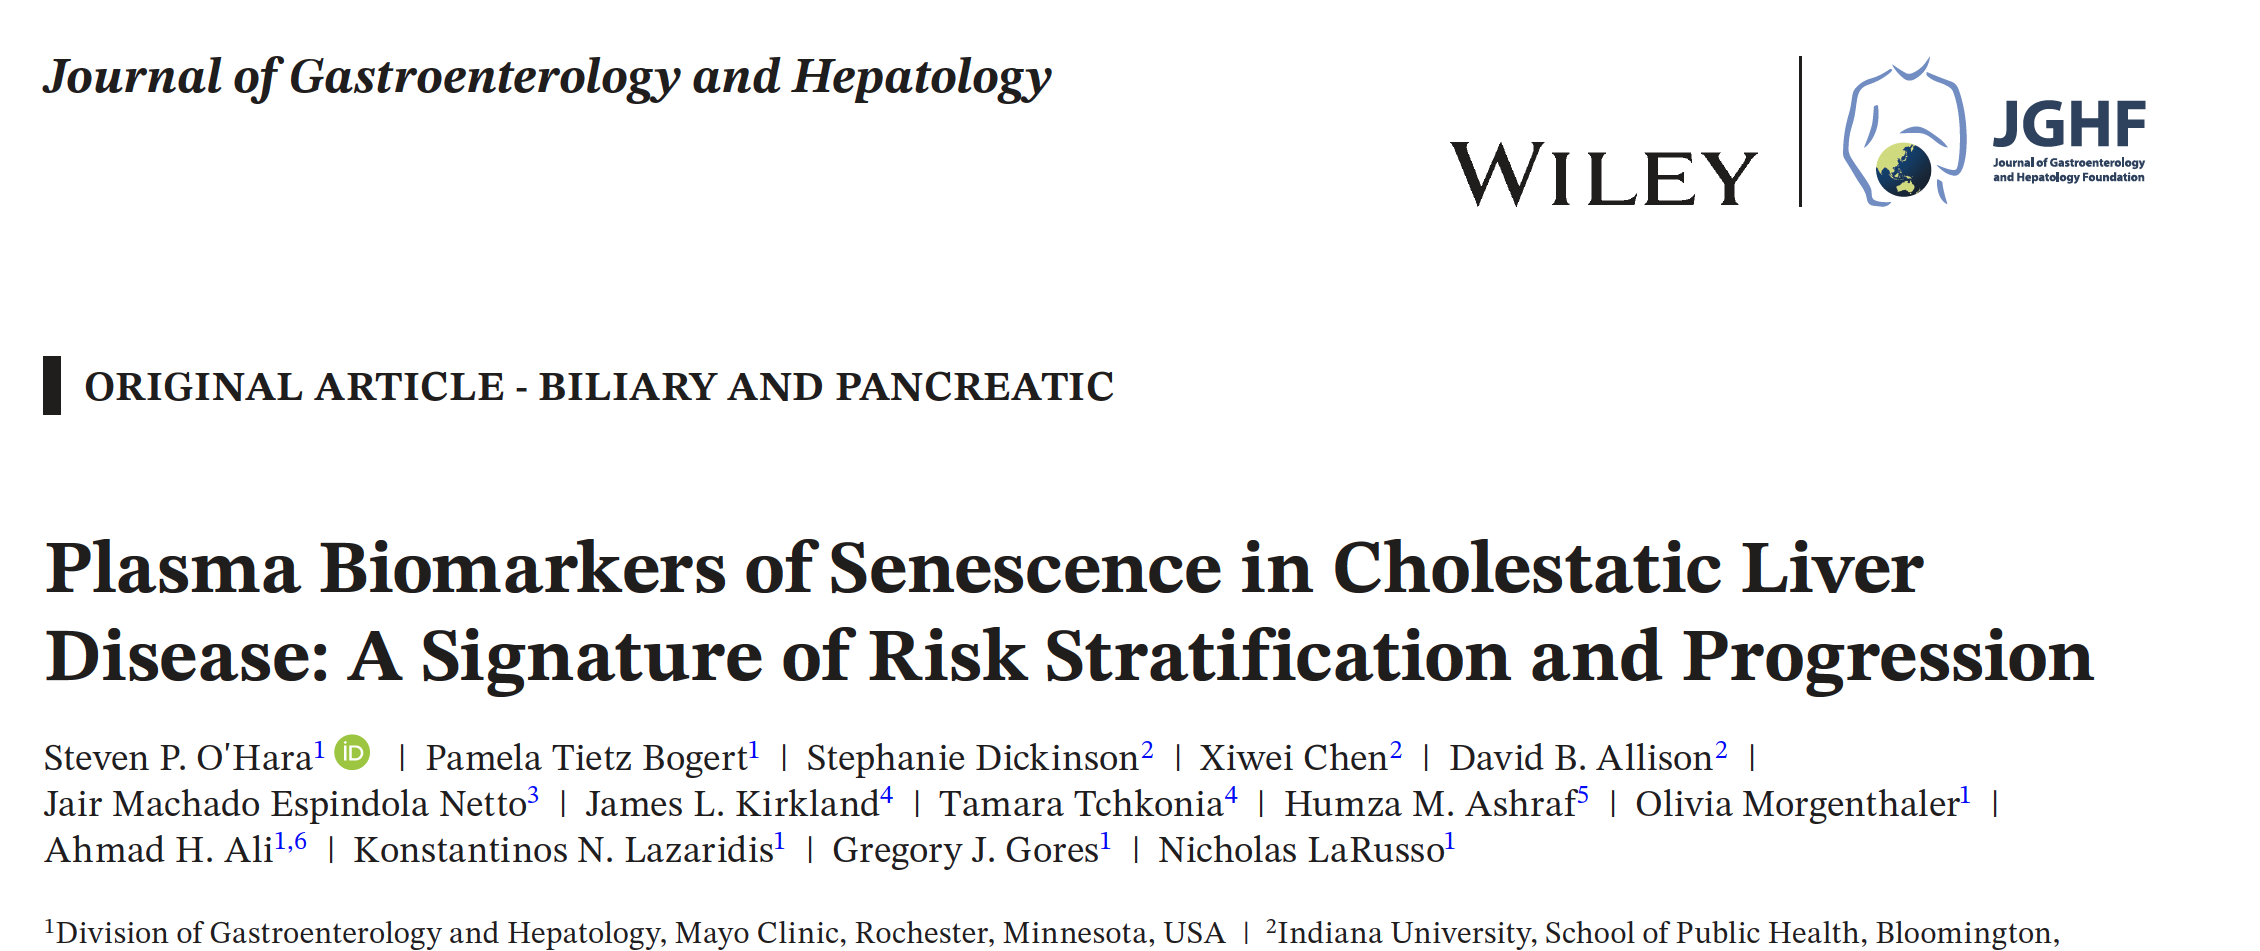 Journal of Gastroenterology and Hepatology
WILEY
JGHF
Journal of Gastroenterology
and Hepatology Foundation
ORIGINAL ARTICLE - BILIARY AND PANCREATIC
Plasma Biomarkers of Senescence in Cholestatic Liver
Disease: A Signature of Risk Stratification and Progression
Steven P. O'Hara1 iD | Pamela Tietz Bogert1 | Stephanie Dickinson2 | Xiwei Chen2 | David B. Allison2 |
Jair Machado Espindola Netto3 | James L. Kirkland4 | Tamara Tchkonia4 | Humza M. Ashraf5 | Olivia Morgenthaler1 |
Ahmad H. Ali1,6 | Konstantinos N. Lazaridis1 | Gregory J. Gores1 | Nicholas LaRusso1
1Division of Gastroenterology and Hepatology, Mayo Clinic, Rochester, Minnesota, USA | 2Indiana University, School of Public Health, Bloomington,